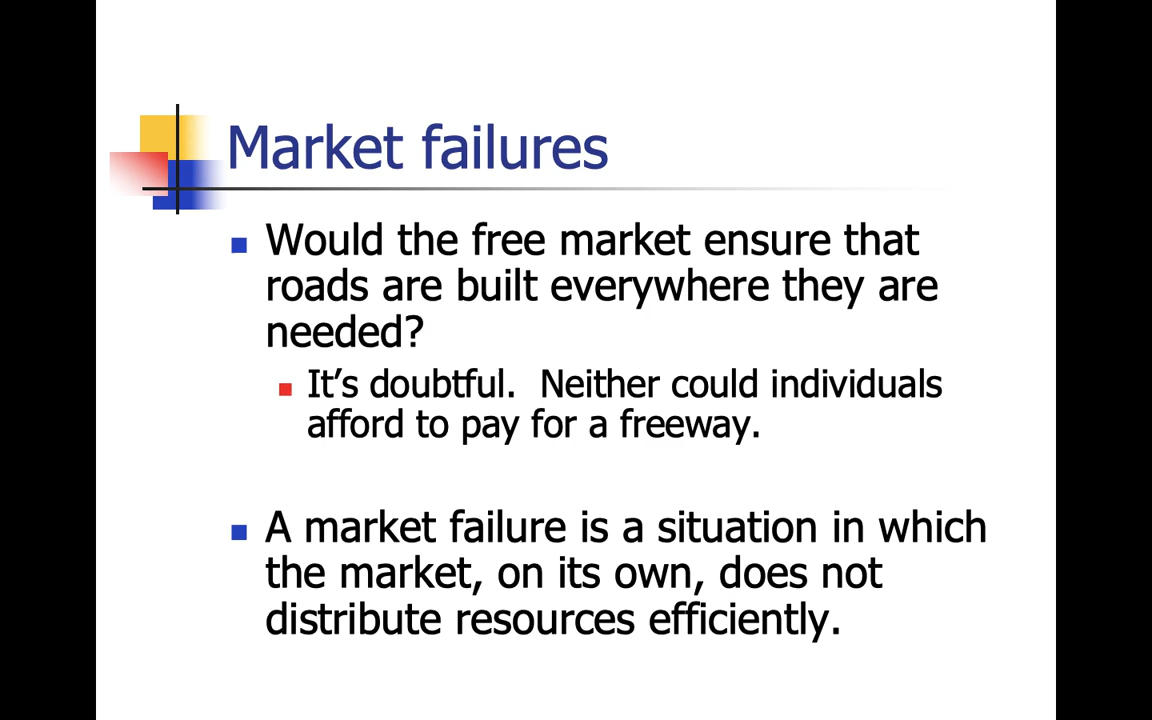 Market failures
Would the free market ensure that
roads are built everywhere they are
needed?
It’s doubtful.  Neither could individuals
afford to pay for a freeway.
A market failure is a situation in which
the market, on its own, does not
distribute resources efficiently.